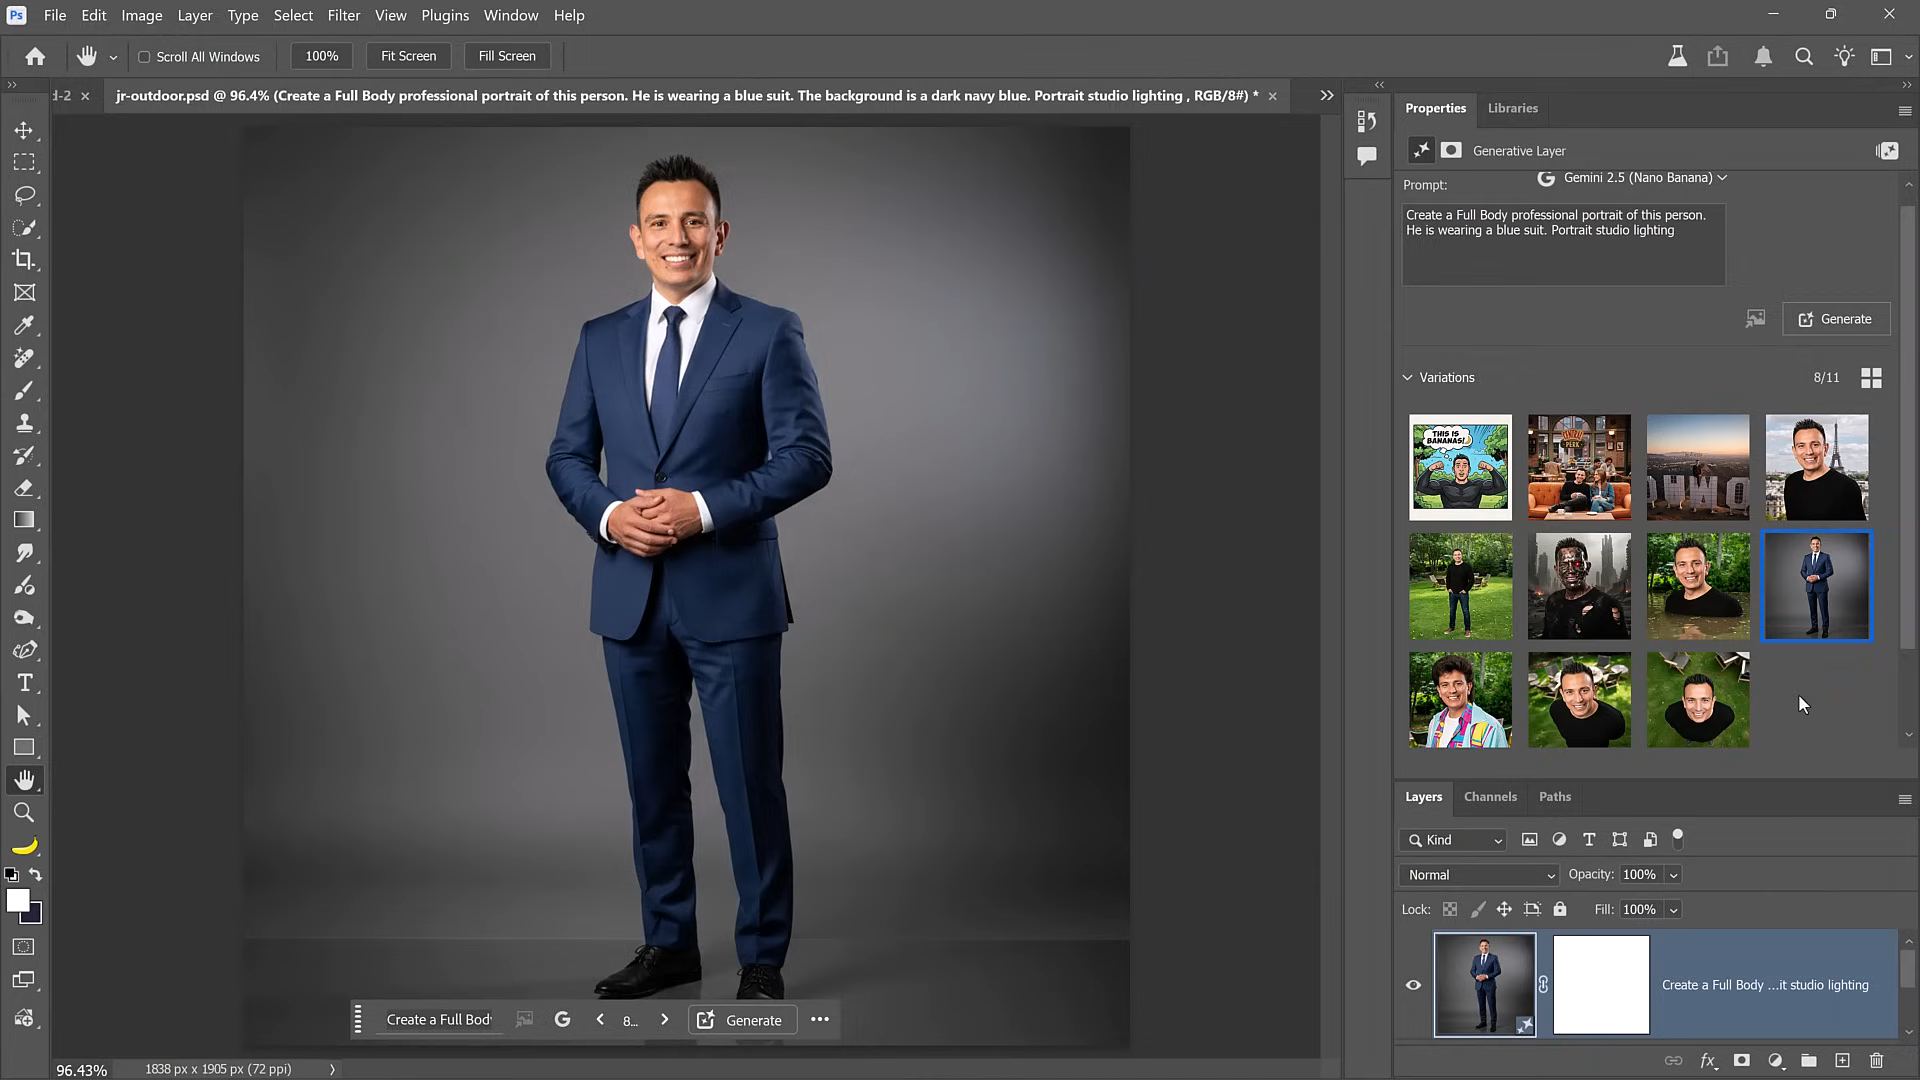 Ps File Edit Image Layer Type Select Filter View Plugins Window Help
Scroll All Windows 100% Fit Screen Fill Screen
d-2 × jr-outdoor.psd @ 96.4% (Create a Full Body professional portrait of this person. He is wearing a blue suit. The background is a dark navy blue. Portrait studio lighting , RGB/8#) * ×
Properties Libraries
Generative Layer
Prompt: Gemini 2.5 (Nano Banana)
Create a Full Body professional portrait of this person.
He is wearing a blue suit. Portrait studio lighting
Generate
Variations 8/11
THIS IS
BANANAS!
CENTRAL
PERK
Layers Channels Paths
Kind
Normal Opacity: 100%
Lock: Fill: 100%
Create a Full Body ...it studio lighting
Create a Full Body 8... Generate
96.43% 1838 px x 1905 px (72 ppi)